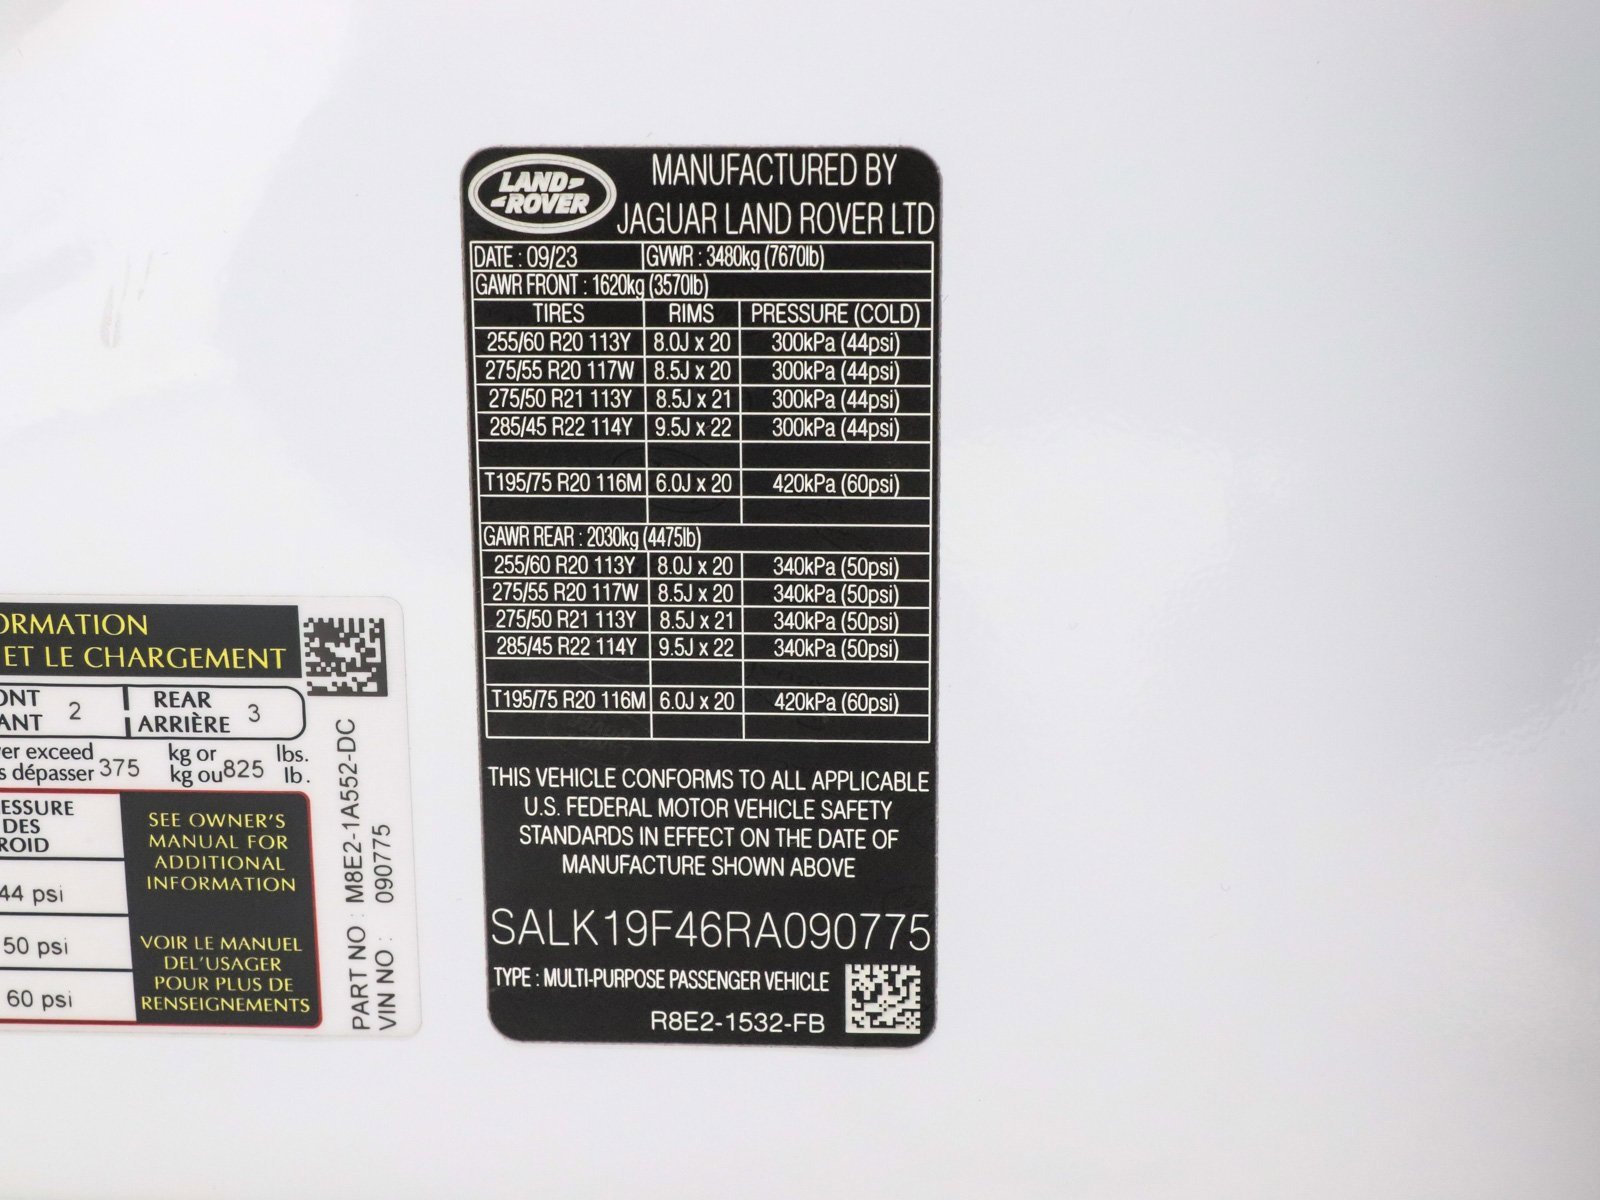 LAND
ROVER
MANUFACTURED BY
JAGUAR LAND ROVER LTD
DATE : 09/23 GVWR : 3480kg (7670lb)
GAWR FRONT : 1620kg (3570lb)
TIRES RIMS PRESSURE (COLD)
255/60 R20 113Y 8.0J x 20 300kPa (44psi)
275/55 R20 117W 8.5J x 20 300kPa (44psi)
275/50 R21 113Y 8.5J x 21 300kPa (44psi)
285/45 R22 114Y 9.5J x 22 300kPa (44psi)
T195/75 R20 116M 6.0J x 20 420kPa (60psi)
GAWR REAR : 2030kg (4475lb)
255/60 R20 113Y 8.0J x 20 340kPa (50psi)
275/55 R20 117W 8.5J x 20 340kPa (50psi)
275/50 R21 113Y 8.5J x 21 340kPa (50psi)
285/45 R22 114Y 9.5J x 22 340kPa (50psi)
T195/75 R20 116M 6.0J x 20 420kPa (60psi)
THIS VEHICLE CONFORMS TO ALL APPLICABLE
U.S. FEDERAL MOTOR VEHICLE SAFETY
STANDARDS IN EFFECT ON THE DATE OF
MANUFACTURE SHOWN ABOVE
SALK19F46RA090775
TYPE : MULTI-PURPOSE PASSENGER VEHICLE
R8E2-1532-FB
ORMATION
ET LE CHARGEMENT
ONT 2 REAR
ANT ARRIÈRE 3
er exceed 375 kg or 825 lbs.
s dépasser kg ou lb.
ESSURE
DES
ROID
44 psi
50 psi
60 psi
SEE OWNER'S
MANUAL FOR
ADDITIONAL
INFORMATION
VOIR LE MANUEL
DEL'USAGER
POUR PLUS DE
RENSEIGNEMENTS
PART NO : M8E2-1A552-DC
VIN NO : 090775